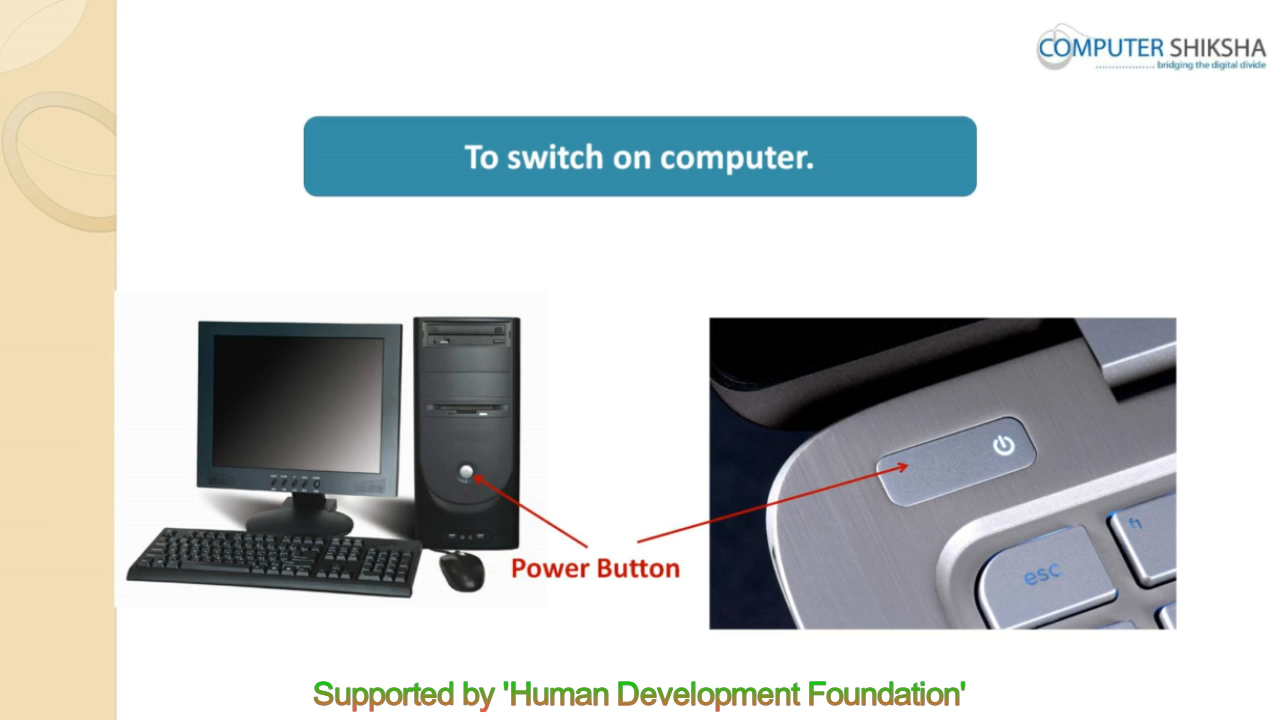 COMPUTER SHIKSHA
bridging the digital divide
To switch on computer.
Power Button
esc
f1
Supported by 'Human Development Foundation'